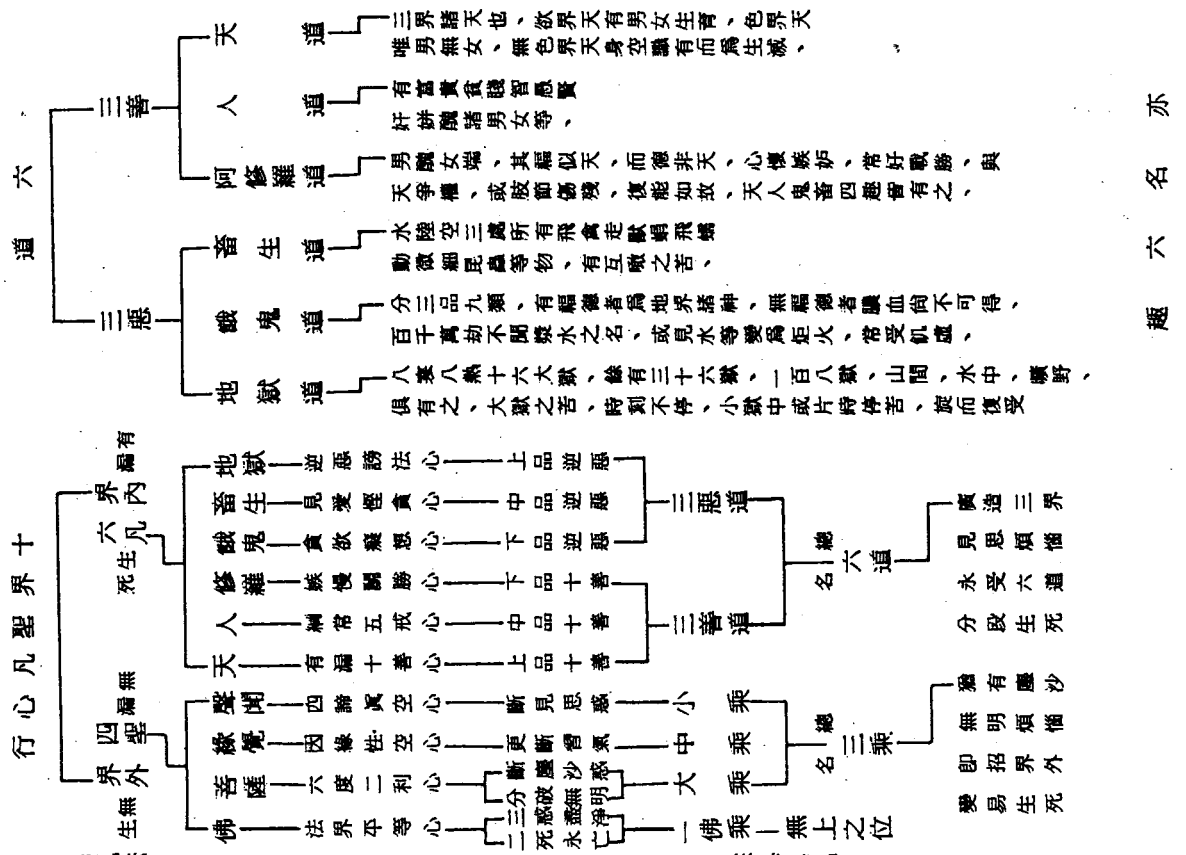 道六
三善
天道
三界諸天也、欲界天有男女生育、色界天
唯男無女、無色界天身空識有而爲生滅、
人道
有富貴貧賤智愚賢
奸妍醜諸男女等、
阿修羅道
男醜女端、其福似天、而德非天、心懷嫉妒、常好戰勝、與
天爭權、或肢節傷殘、復能如故、天人鬼畜四趣皆有之、
三惡
畜生道
水陸空三處所有飛禽走獸蜎飛蠕
動微細昆蟲等物、有互噉之苦、
餓鬼道
分三品九類、有福德者爲地界諸神、無福德者膿血尙不可得、
百千萬劫不聞漿水之名、或見水等變爲炬火、常受飢虛、
地獄道
八寒八熱十六大獄、餘有三十六獄、一百八獄、山間、水中、曠野、
俱有之、大獄之苦、時刻不停、小獄中或片時停苦、旋而復受
亦名六趣
行心凡聖界十
界內
漏有
六凡
死生
地獄 逆惡謗法心 上品逆惡
畜生 見愛慳貪心 中品逆惡
餓鬼 貪欲癡想心 下品逆惡
修羅 嫉慢鬭勝心 下品十善
人 綱常五戒心 中品十善
天 有漏十善心 上品十善
三惡道
三善道
總名六道
廣造三界
見思煩惱
永受六道
分段生死
界外
漏無
四聖
生無
聲聞 四諦眞空心 斷見思惑 小乘
緣覺 因緣性空心 更斷習氣 中乘
菩薩 六度二利心 斷塵沙惑 分破無明 大乘
佛 法界平等心 三惑盡淨 二死永亡 一佛乘 無上之位
總名三乘
猶有塵沙
無明煩惱
卽招界外
變易生死